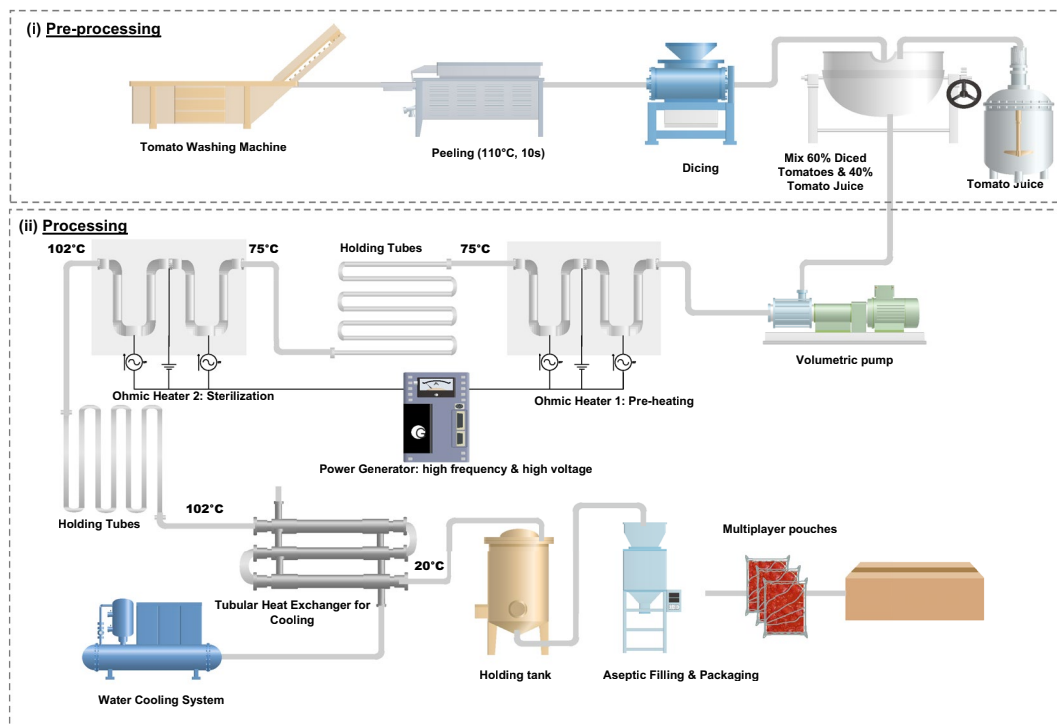 (i) Pre-processing
Tomato Washing Machine
Peeling (110°C, 10s)
Dicing
Mix 60% Diced
Tomatoes & 40%
Tomato Juice
Tomato Juice
(ii) Processing
102°C
75°C
Holding Tubes
75°C
Volumetric pump
Ohmic Heater 2: Sterilization
Ohmic Heater 1: Pre-heating
Power Generator: high frequency & high voltage
Holding Tubes
102°C
20°C
Multiplayer pouches
Tubular Heat Exchanger for
Cooling
Water Cooling System
Holding tank
Aseptic Filling & Packaging